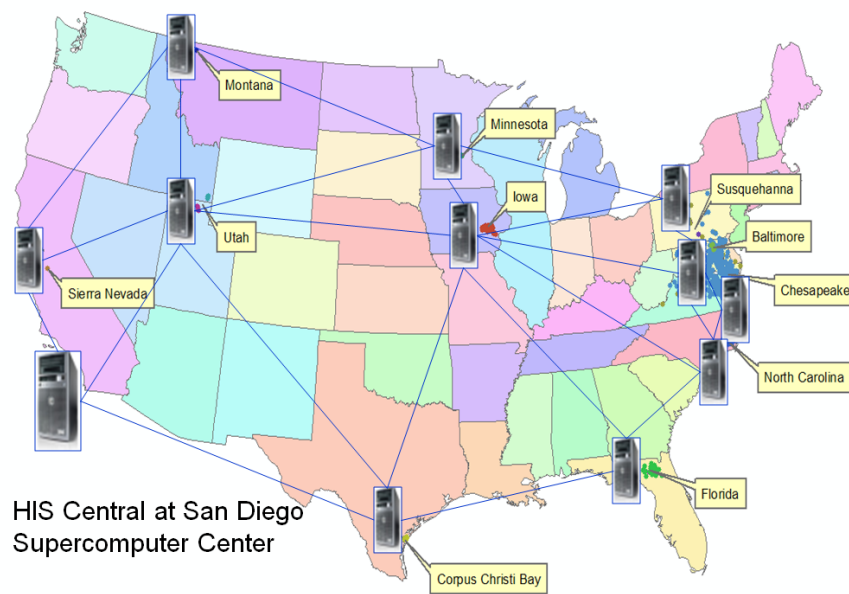 Montana
Minnesota
Iowa
Susquehanna
Utah
Baltimore
Sierra Nevada
Chesapeake
North Carolina
Florida
HIS Central at San Diego
Supercomputer Center
Corpus Christi Bay